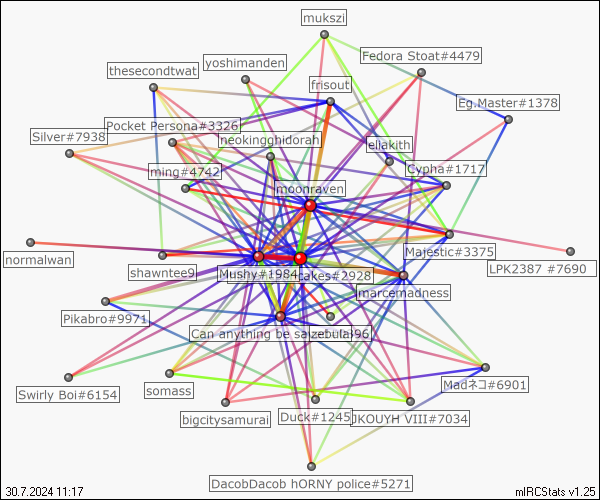 mukszi
Fedora Stoat#4479
yoshimanden
thesecondtwat
frisout
Eg.Master#1378
Pocket Persona#3326
Silver#7938
neokingghidorah
ellakith
ming#4742
Cypha#1717
moonraven
Majestic#3375
normalwan
shawntee9
Mushy#1984
cakes#2928
LPK2387 #7690
marcemadness
Pikabro#9971
Can anything be sa
Swirly Boi#6154
somass
Madネコ#6901
bigcitysamurai
Duck#1245
JKOUYH VIII#7034
DacobDacob hORNY police#5271
30.7.2024 11:17
mIRCStats v1.25